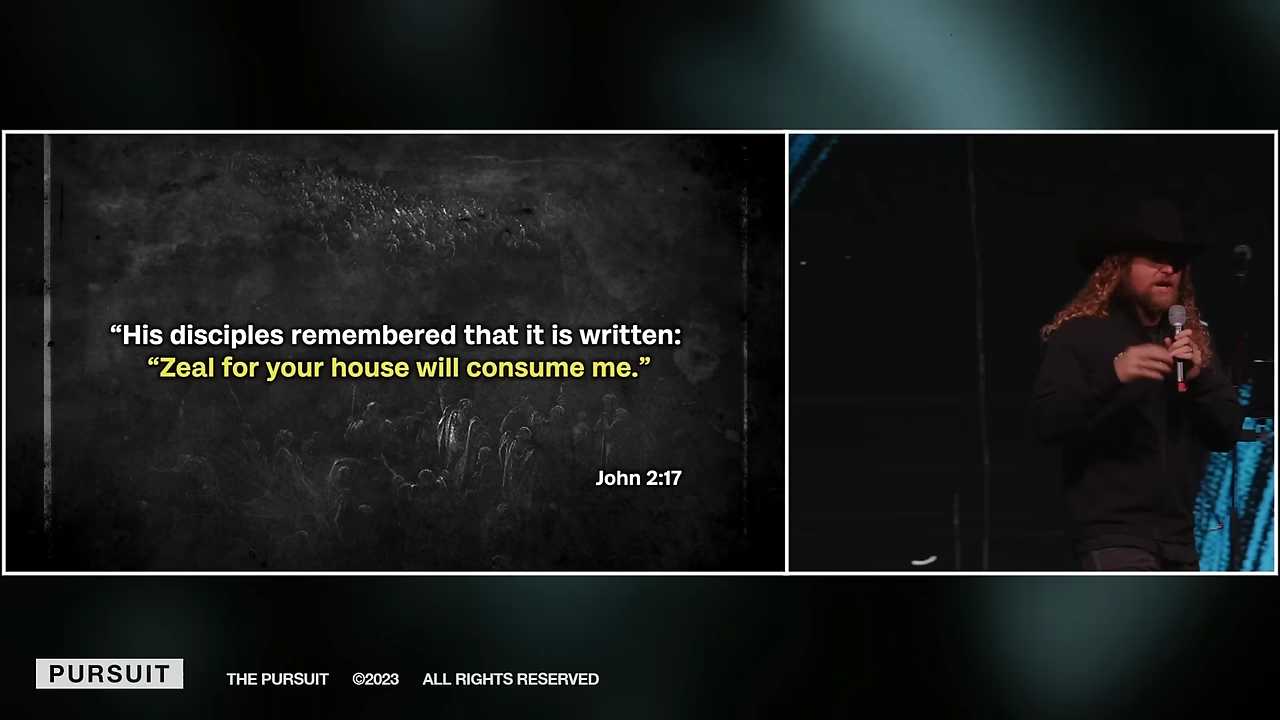 “His disciples remembered that it is written:
“Zeal for your house will consume me.”
John 2:17
PURSUIT THE PURSUIT ©2023 ALL RIGHTS RESERVED